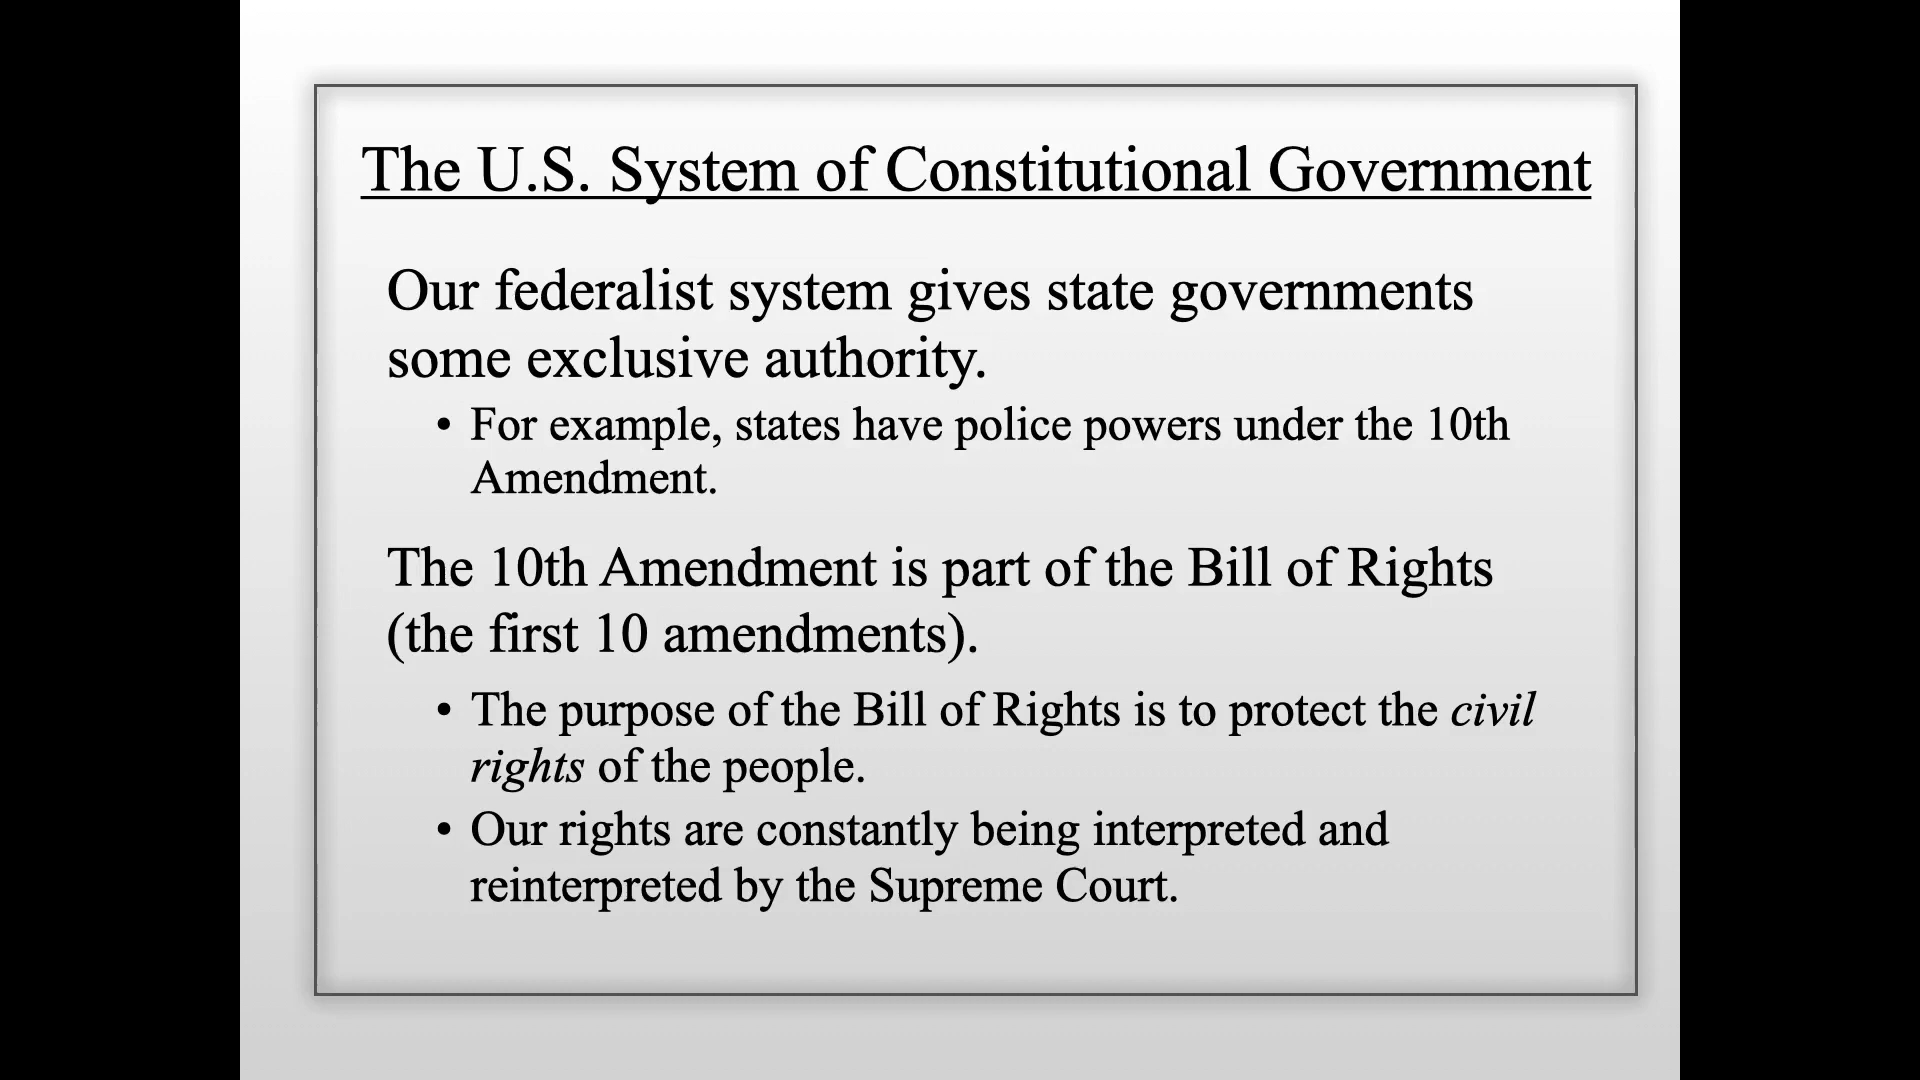 The U.S. System of Constitutional Government
Our federalist system gives state governments
some exclusive authority.
• For example, states have police powers under the 10th
Amendment.
The 10th Amendment is part of the Bill of Rights
(the first 10 amendments).
• The purpose of the Bill of Rights is to protect the civil
rights of the people.
• Our rights are constantly being interpreted and
reinterpreted by the Supreme Court.